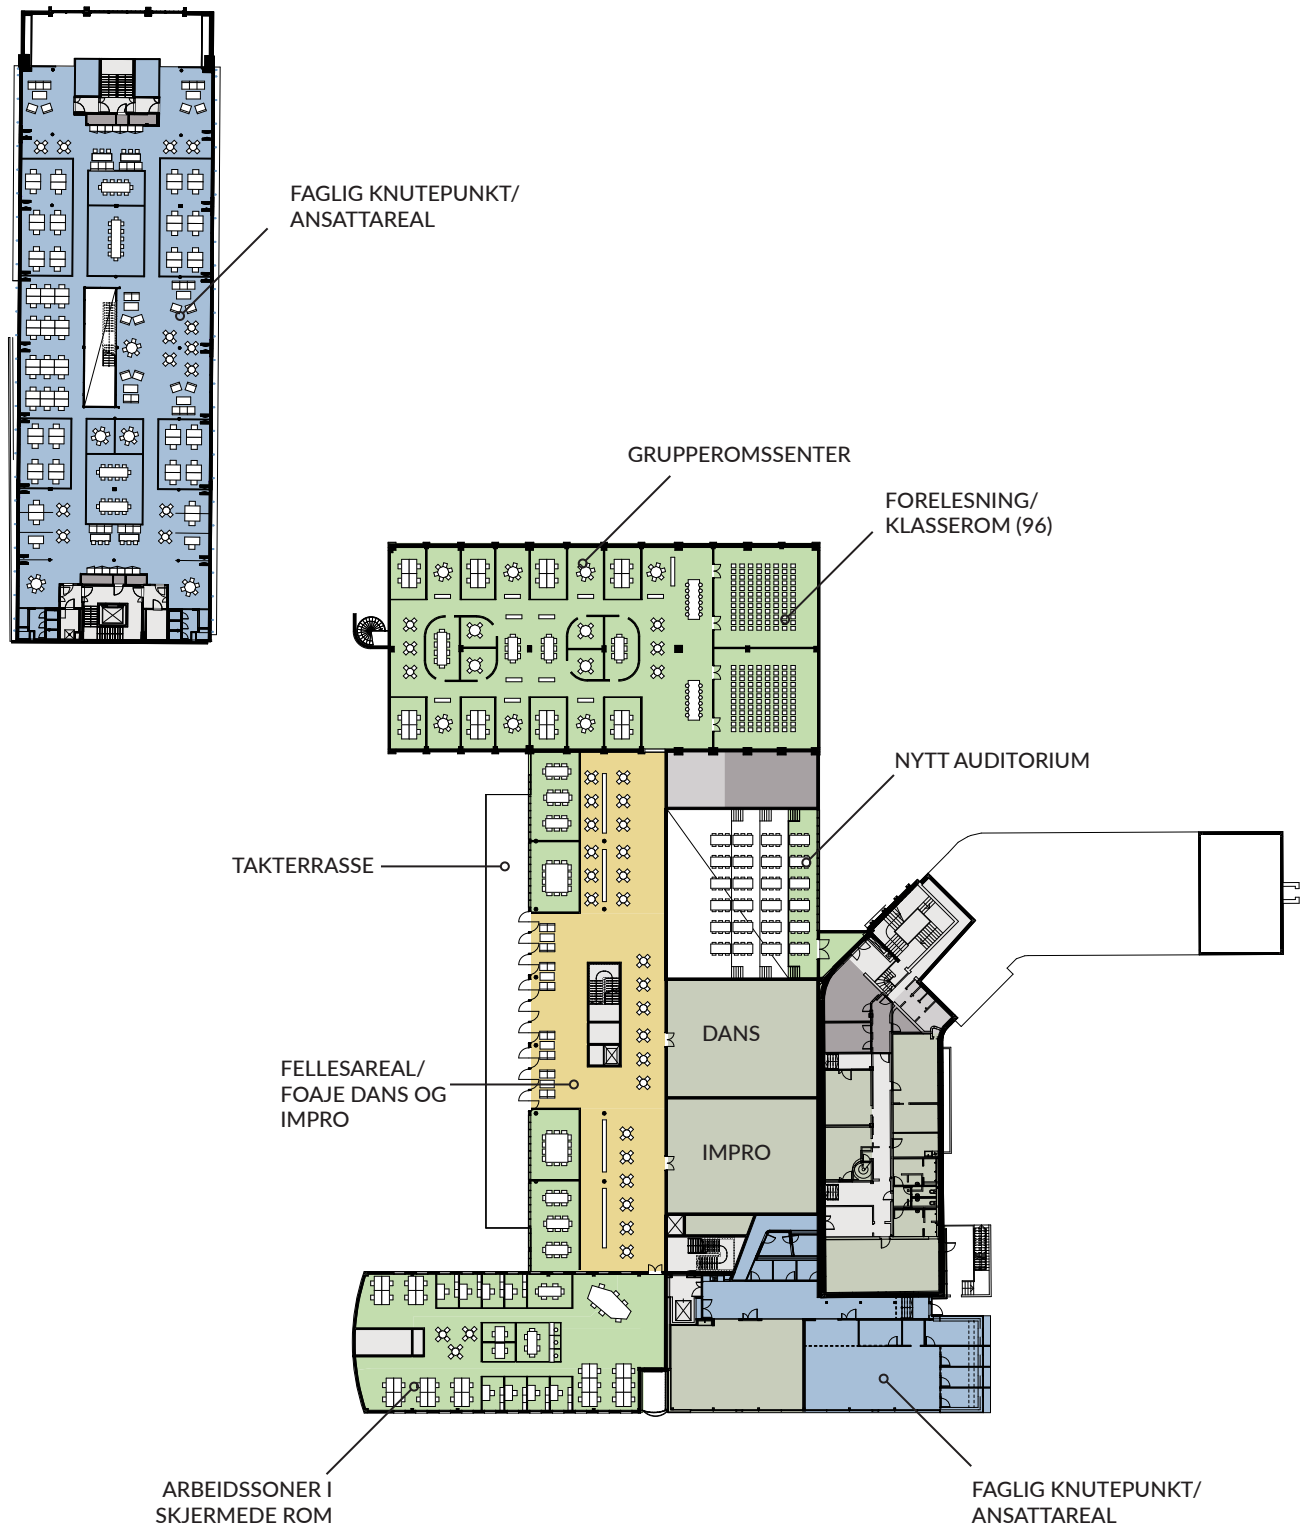 FAGLIG KNUTEPUNKT/
ANSATTAREAL
GRUPPEROMSSENTER
FORELESNING/
KLASSEROM (96)
NYTT AUDITORIUM
TAKTERRASSE
DANS
FELLESAREAL/
FOAJE DANS OG
IMPRO
IMPRO
ARBEIDSSONER I
SKJERMEDE ROM
FAGLIG KNUTEPUNKT/
ANSATTAREAL